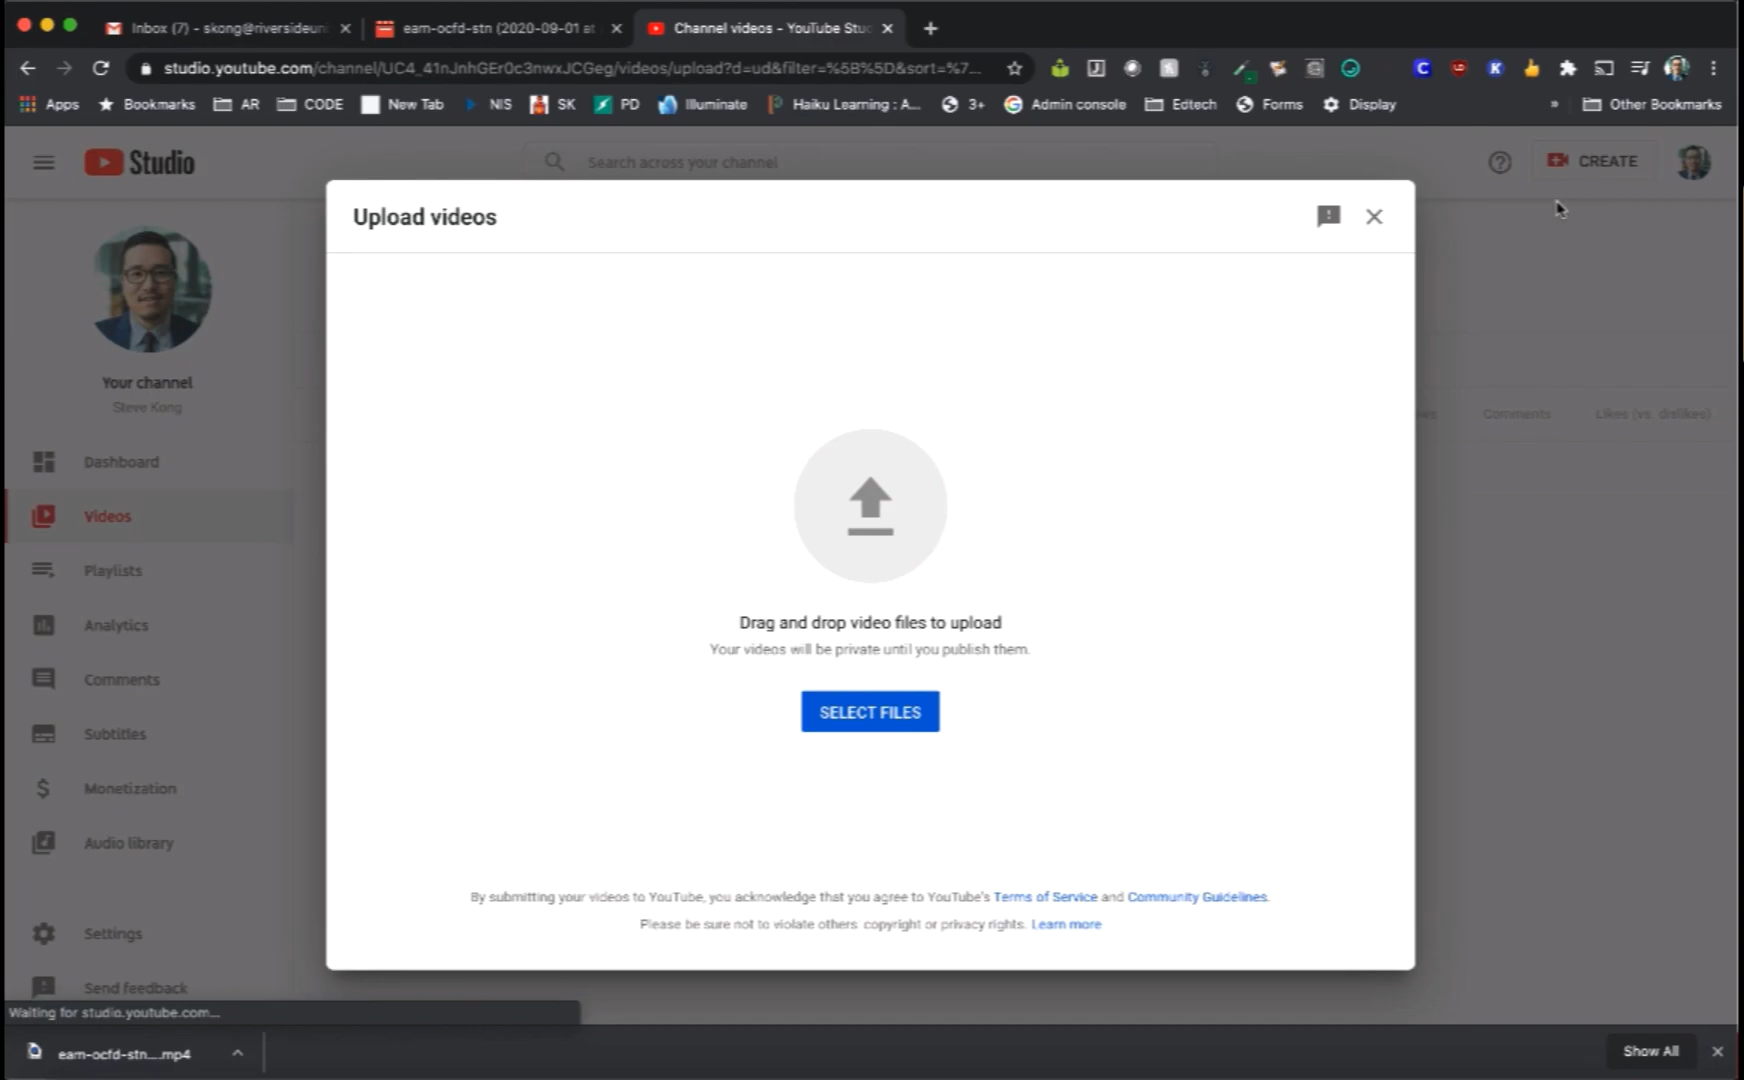 Inbox (7) - skong@riversideuni
eam-ocfd-stn (2020-09-01 at
Channel videos - YouTube Stud
studio.youtube.com/channel/UC4_41nJnhGEr0c3nwxJCGeg/videos/upload?d=ud&filter=%5B%5D&sort=%7...
Apps Bookmarks AR CODE New Tab NIS SK PD Illuminate Haiku Learning : A... 3+ Admin console Edtech Forms Display » Other Bookmarks
Studio
Search across your channel
CREATE
Upload videos
Your channel
Steve Kong
Comments Likes (vs. dislikes)
Dashboard
Videos
Playlists
Analytics
Comments
Subtitles
Monetization
Audio library
Settings
Send feedback
Drag and drop video files to upload
Your videos will be private until you publish them.
SELECT FILES
By submitting your videos to YouTube, you acknowledge that you agree to YouTube's Terms of Service and Community Guidelines.
Please be sure not to violate others' copyright or privacy rights. Learn more
Waiting for studio.youtube.com...
eam-ocfd-stn....mp4
Show All